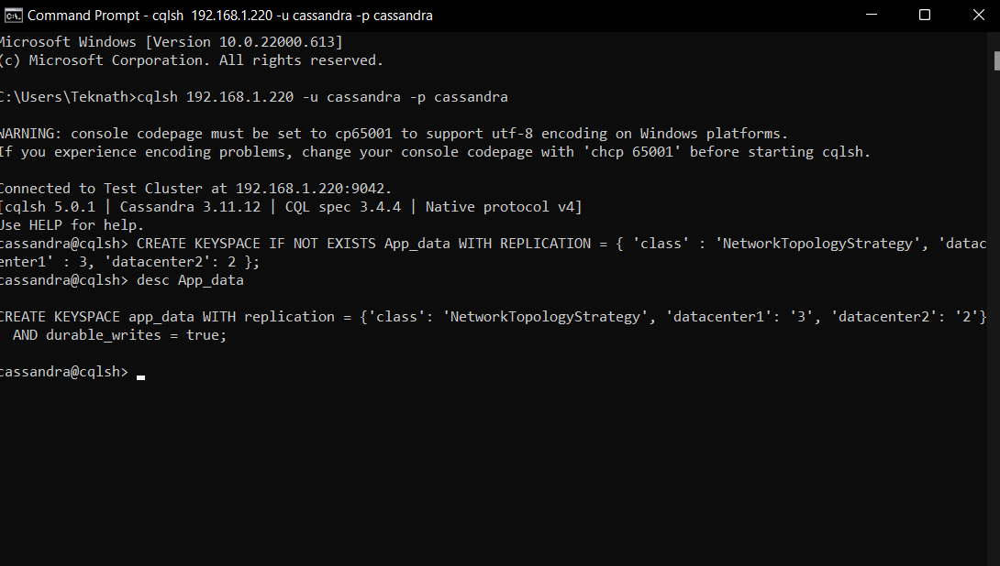 Command Prompt - cqlsh  192.168.1.220 -u cassandra -p cassandra
Microsoft Windows [Version 10.0.22000.613]
(c) Microsoft Corporation. All rights reserved.
C:\Users\Teknath>cqlsh 192.168.1.220 -u cassandra -p cassandra
WARNING: console codepage must be set to cp65001 to support utf-8 encoding on Windows platforms.
If you experience encoding problems, change your console codepage with 'chcp 65001' before starting cqlsh.
Connected to Test Cluster at 192.168.1.220:9042.
[cqlsh 5.0.1 | Cassandra 3.11.12 | CQL spec 3.4.4 | Native protocol v4]
Use HELP for help.
cassandra@cqlsh> CREATE KEYSPACE IF NOT EXISTS App_data WITH REPLICATION = { 'class' : 'NetworkTopologyStrategy', 'datac
enter1' : 3, 'datacenter2': 2 };
cassandra@cqlsh> desc App_data
CREATE KEYSPACE app_data WITH replication = {'class': 'NetworkTopologyStrategy', 'datacenter1': '3', 'datacenter2': '2'}
AND durable_writes = true;
cassandra@cqlsh>